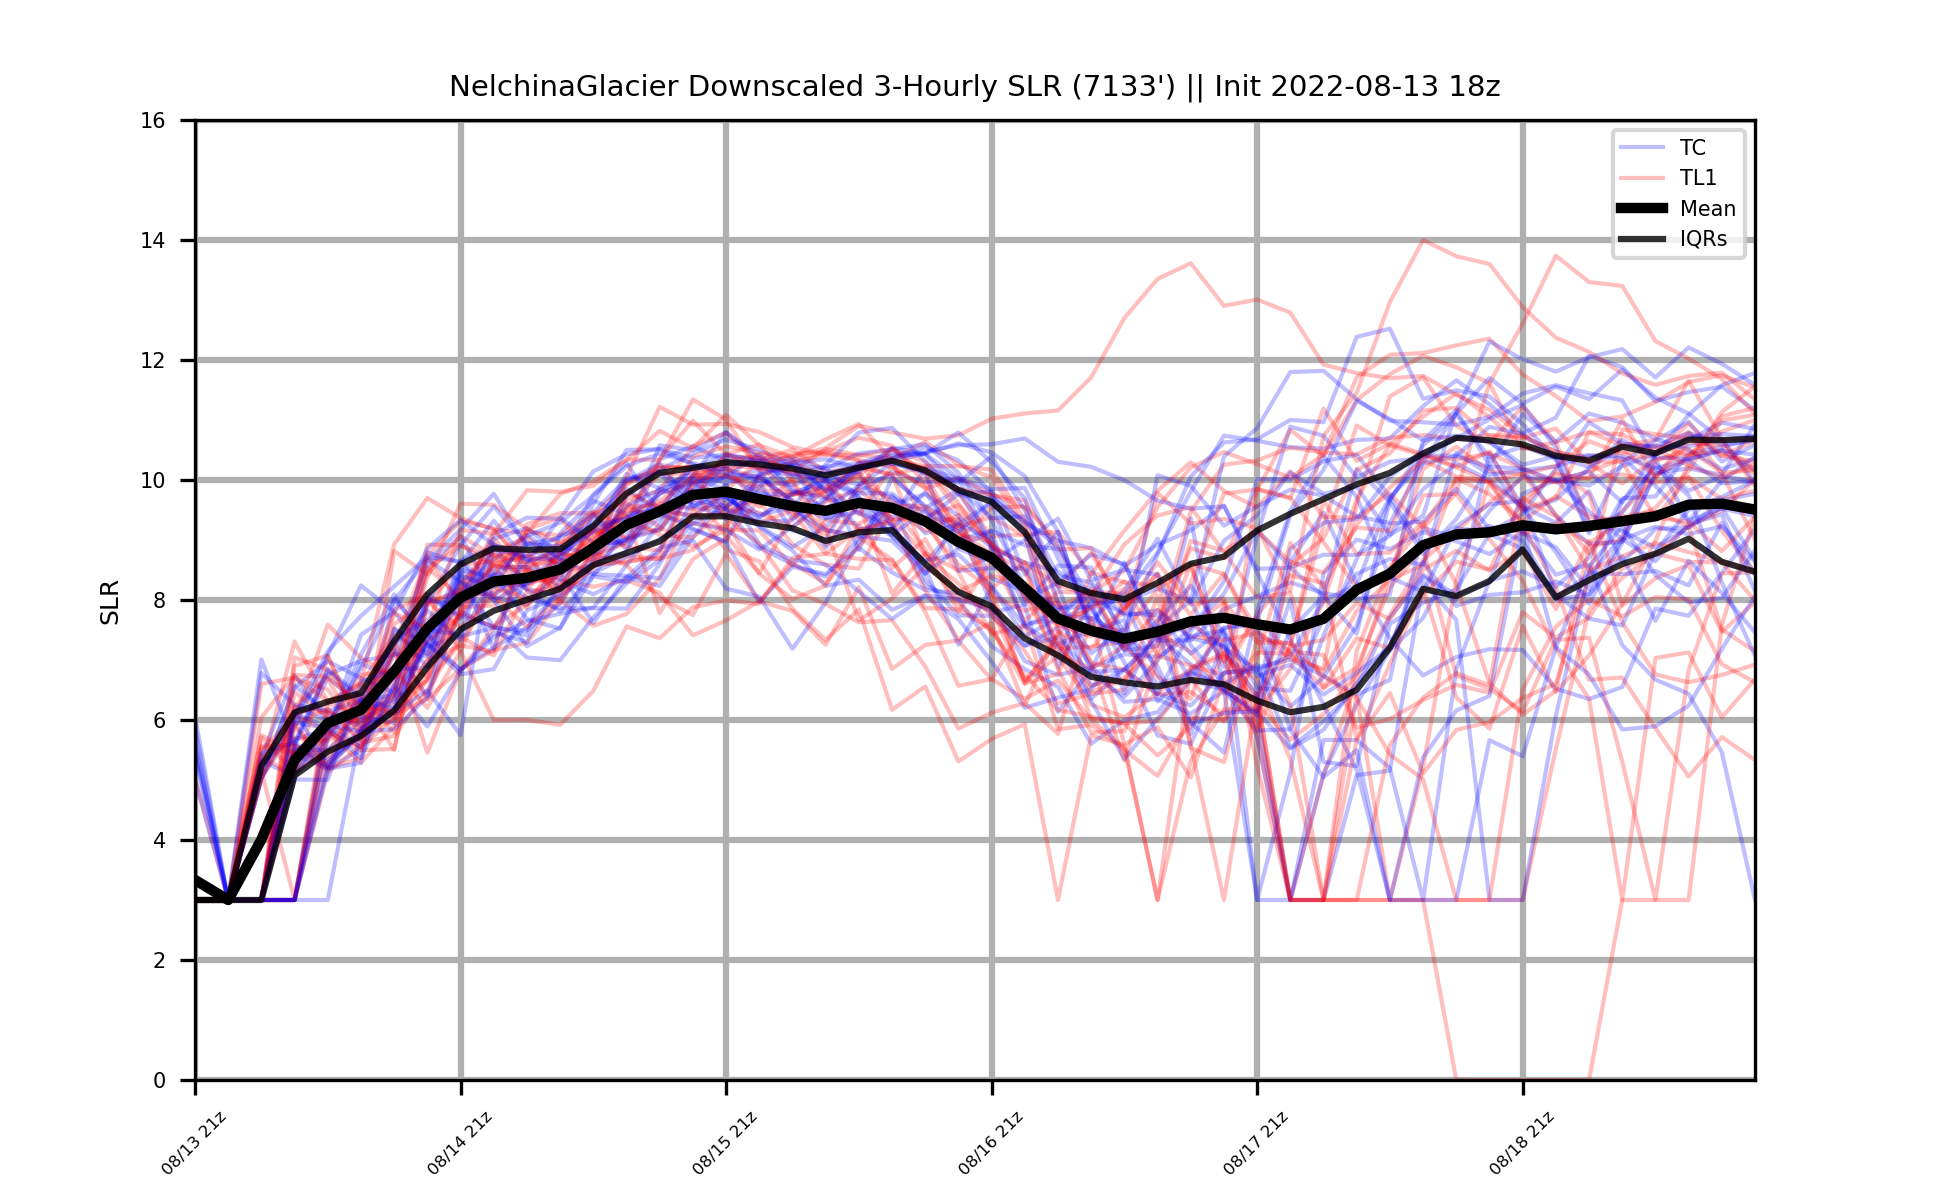 NelchinaGlacier Downscaled 3-Hourly SLR (7133') || Init 2022-08-13 18z
16
14
12
10
8
6
4
2
0
SLR
TC
TL1
Mean
IQRs
08/13 21z
08/14 21z
08/15 21z
08/16 21z
08/17 21z
08/18 21z